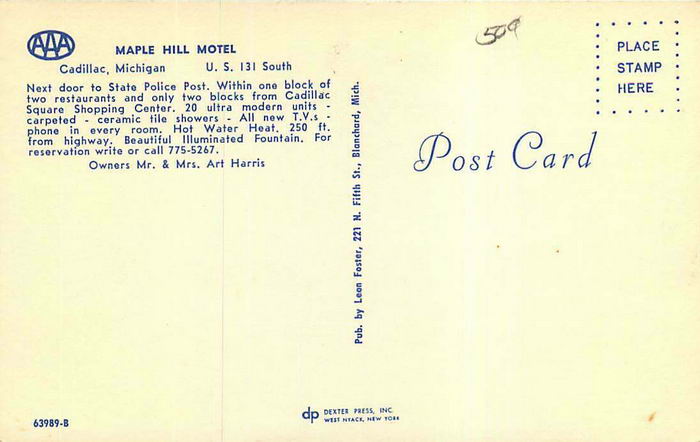 AAA
MAPLE HILL MOTEL
Cadillac, Michigan U. S. 131 South
Next door to State Police Post. Within one block of
two restaurants and only two blocks from Cadillac
Square Shopping Center. 20 ultra modern units -
carpeted - ceramic tile showers - All new T.V.s -
phone in every room. Hot Water Heat. 250 ft.
from highway. Beautiful Illuminated Fountain. For
reservation write or call 775-5267.
Owners Mr. & Mrs. Art Harris
50¢
PLACE
STAMP
HERE
Post Card
Pub. by Leon Foster, 221 N. Fifth St., Blanchard, Mich.
dp DEXTER PRESS, INC.
WEST NYACK, NEW YORK
63989-B